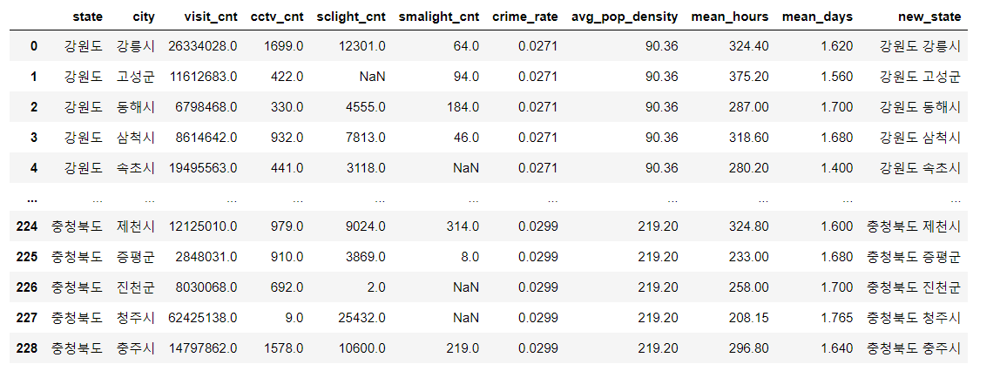 state city visit_cnt cctv_cnt sclight_cnt smalight_cnt crime_rate avg_pop_density mean_hours mean_days new_state
0 강원도 강릉시 26334028.0 1699.0 12301.0 64.0 0.0271 90.36 324.40 1.620 강원도 강릉시
1 강원도 고성군 11612683.0 422.0 NaN 94.0 0.0271 90.36 375.20 1.560 강원도 고성군
2 강원도 동해시 6798468.0 330.0 4555.0 184.0 0.0271 90.36 287.00 1.700 강원도 동해시
3 강원도 삼척시 8614642.0 932.0 7813.0 46.0 0.0271 90.36 318.60 1.680 강원도 삼척시
4 강원도 속초시 19495563.0 441.0 3118.0 NaN 0.0271 90.36 280.20 1.400 강원도 속초시
... ... ... ... ... ... ... ... ... ... ... ...
224 충청북도 제천시 12125010.0 979.0 9024.0 314.0 0.0299 219.20 324.80 1.600 충청북도 제천시
225 충청북도 증평군 2848031.0 910.0 3869.0 8.0 0.0299 219.20 233.00 1.680 충청북도 증평군
226 충청북도 진천군 8030068.0 692.0 2.0 NaN 0.0299 219.20 258.00 1.700 충청북도 진천군
227 충청북도 청주시 62425138.0 9.0 25432.0 NaN 0.0299 219.20 208.15 1.765 충청북도 청주시
228 충청북도 충주시 14797862.0 1578.0 10600.0 219.0 0.0299 219.20 296.80 1.640 충청북도 충주시